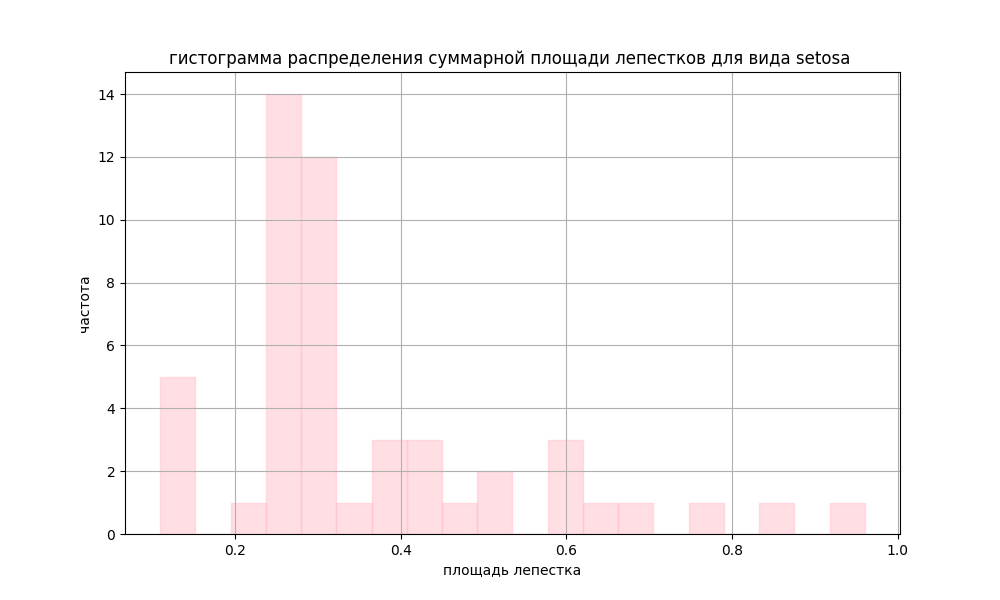 гистограмма распределения суммарной площади лепестков для вида setosa
14
12
10
8
6
4
2
0
частота
0.2 0.4 0.6 0.8 1.0
площадь лепестка